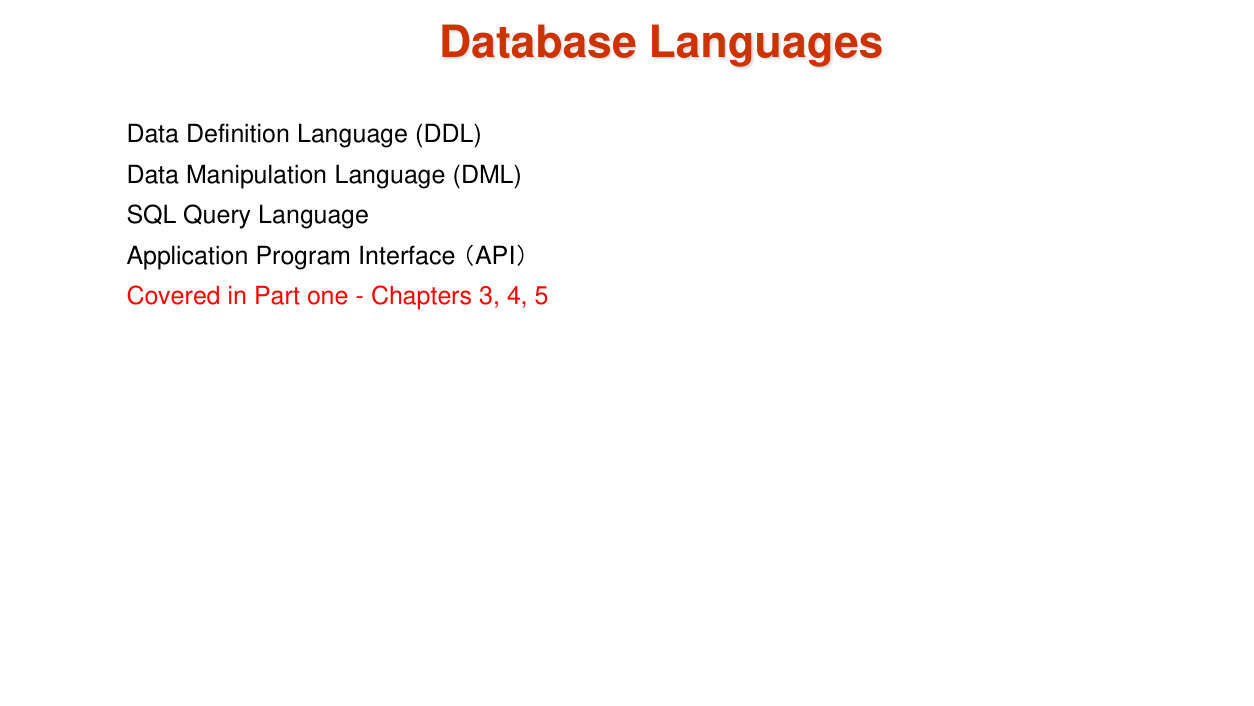 Database Languages
Data Definition Language (DDL)
Data Manipulation Language (DML)
SQL Query Language
Application Program Interface（API）
Covered in Part one - Chapters 3, 4, 5